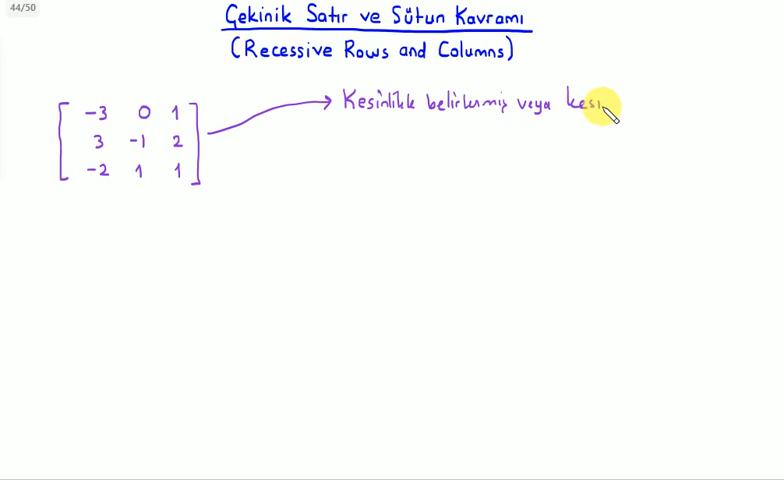 44/50
Çekinik Satır ve Sütun Kavramı
(Recessive Rows and Columns)
-3 0 1
3 -1 2
-2 1 1
Kesinlikle belirlenmiş veya kesi